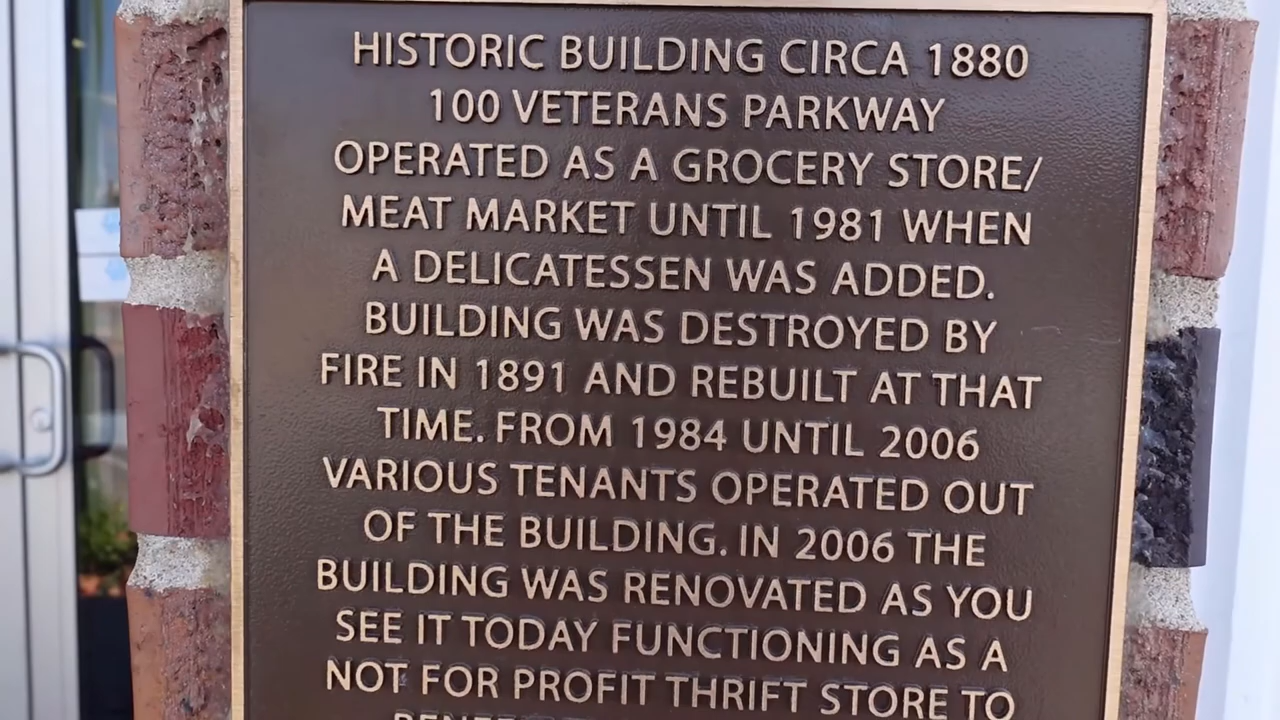 HISTORIC BUILDING CIRCA 1880
100 VETERANS PARKWAY
OPERATED AS A GROCERY STORE/
MEAT MARKET UNTIL 1981 WHEN
A DELICATESSEN WAS ADDED.
BUILDING WAS DESTROYED BY
FIRE IN 1891 AND REBUILT AT THAT
TIME. FROM 1984 UNTIL 2006
VARIOUS TENANTS OPERATED OUT
OF THE BUILDING. IN 2006 THE
BUILDING WAS RENOVATED AS YOU
SEE IT TODAY FUNCTIONING AS A
NOT FOR PROFIT THRIFT STORE TO